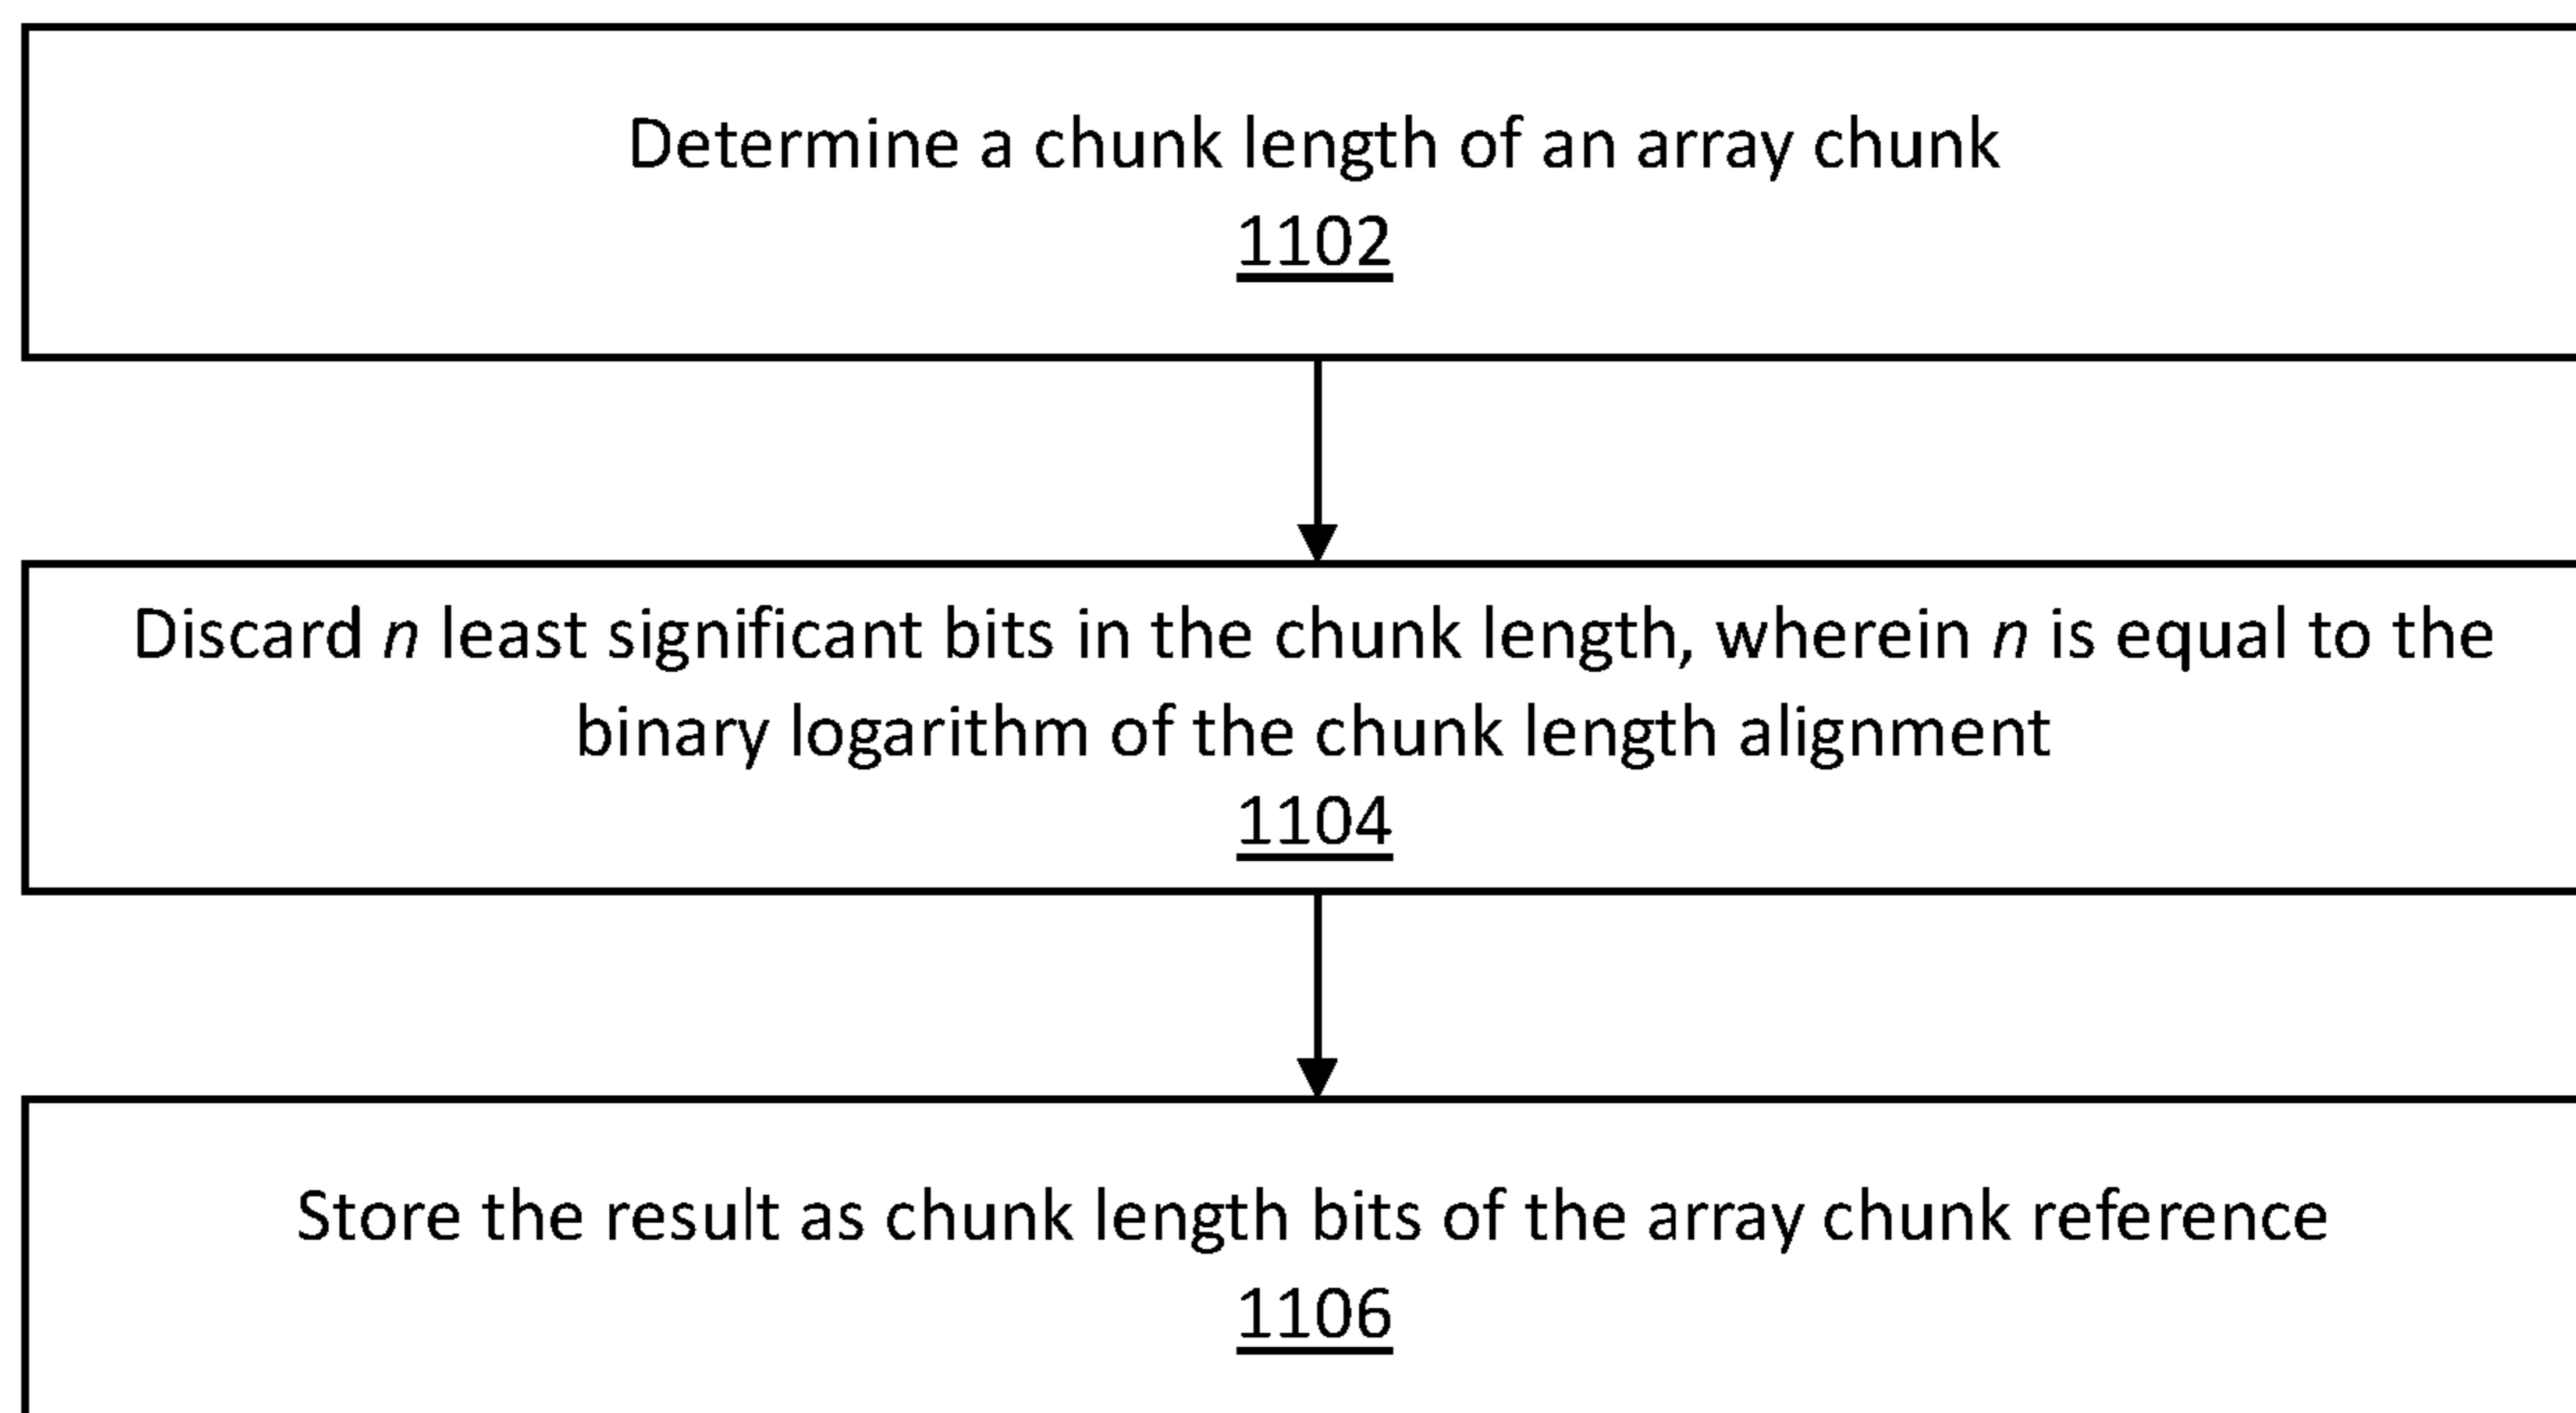 Determine a chunk length of an array chunk
1102
Discard n least significant bits in the chunk length, wherein n is equal to the
binary logarithm of the chunk length alignment
1104
Store the result as chunk length bits of the array chunk reference
1106